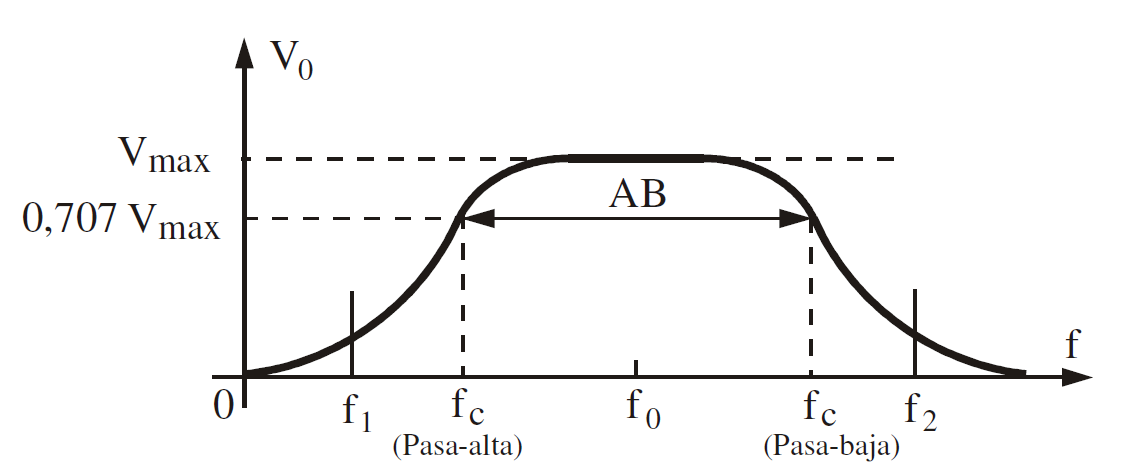 V0
Vmax
AB
0,707 Vmax
f
0 f1 fc f0 fc f2
(Pasa-alta) (Pasa-baja)